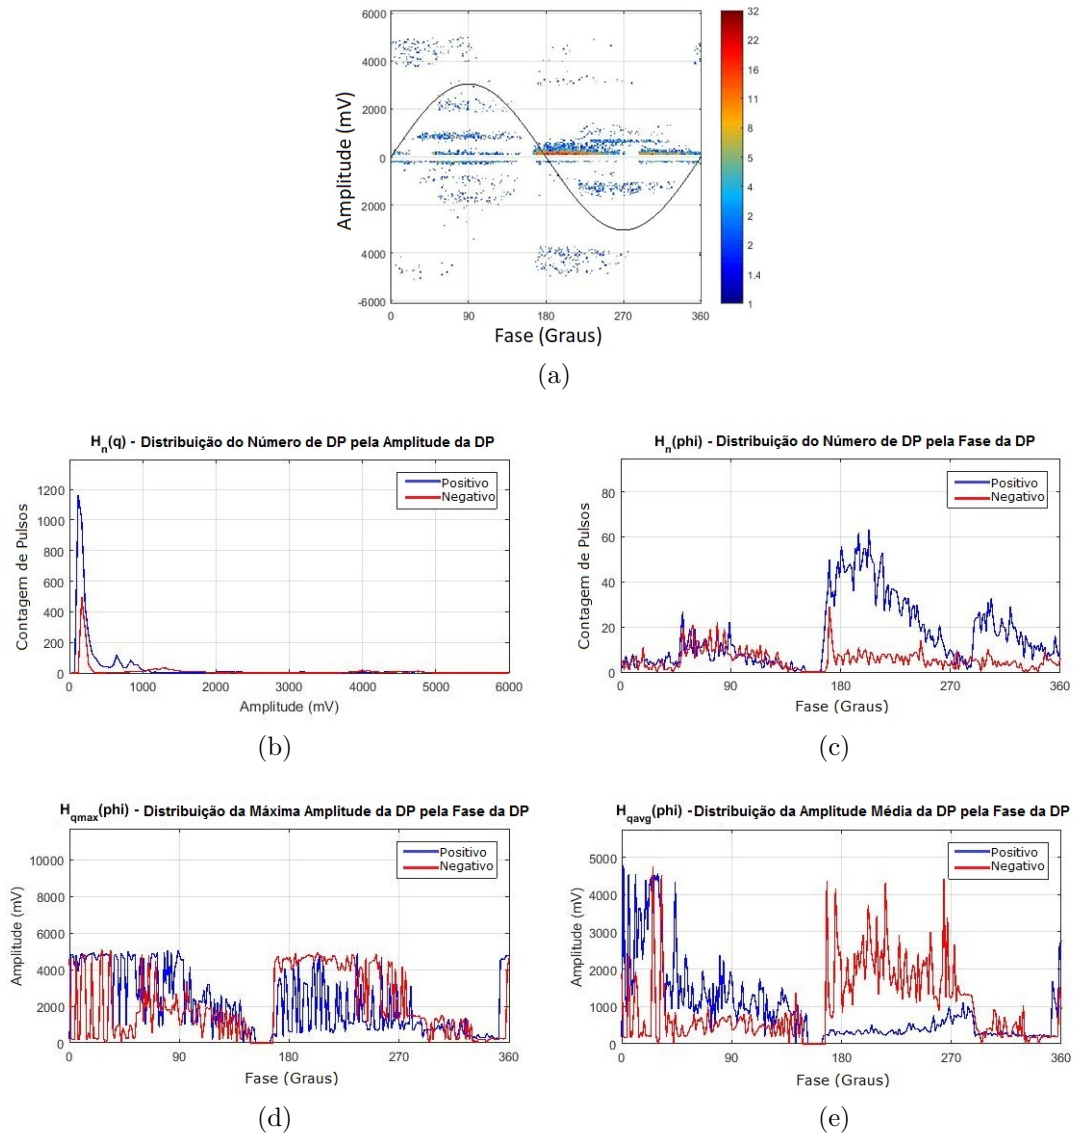 6000
4000
2000
0
2000
4000
-6000
Amplitude (mV)
0 90 180 270 360
Fase (Graus)
32
22
16
11
8
5
4
2
2
1.4
1
(a)
H_n(q) - Distribuição do Número de DP pela Amplitude da DP
Positivo
Negativo
1200
1000
800
600
400
200
0
Contagem de Pulsos
0 1000 2000 3000 4000 5000 6000
Amplitude (mV)
(b)
H_n(phi) - Distribuição do Número de DP pela Fase da DP
Positivo
Negativo
80
60
40
20
0
Contagem de Pulsos
0 90 180 270 360
Fase (Graus)
(c)
H_qmax(phi) - Distribuição da Máxima Amplitude da DP pela Fase da DP
Positivo
Negativo
10000
8000
6000
4000
2000
0
Amplitude (mV)
0 90 180 270 360
Fase (Graus)
(d)
H_qavg(phi) -Distribuição da Amplitude Média da DP pela Fase da DP
Positivo
Negativo
5000
4000
3000
2000
1000
0
Amplitude (mV)
0 90 180 270 360
Fase (Graus)
(e)